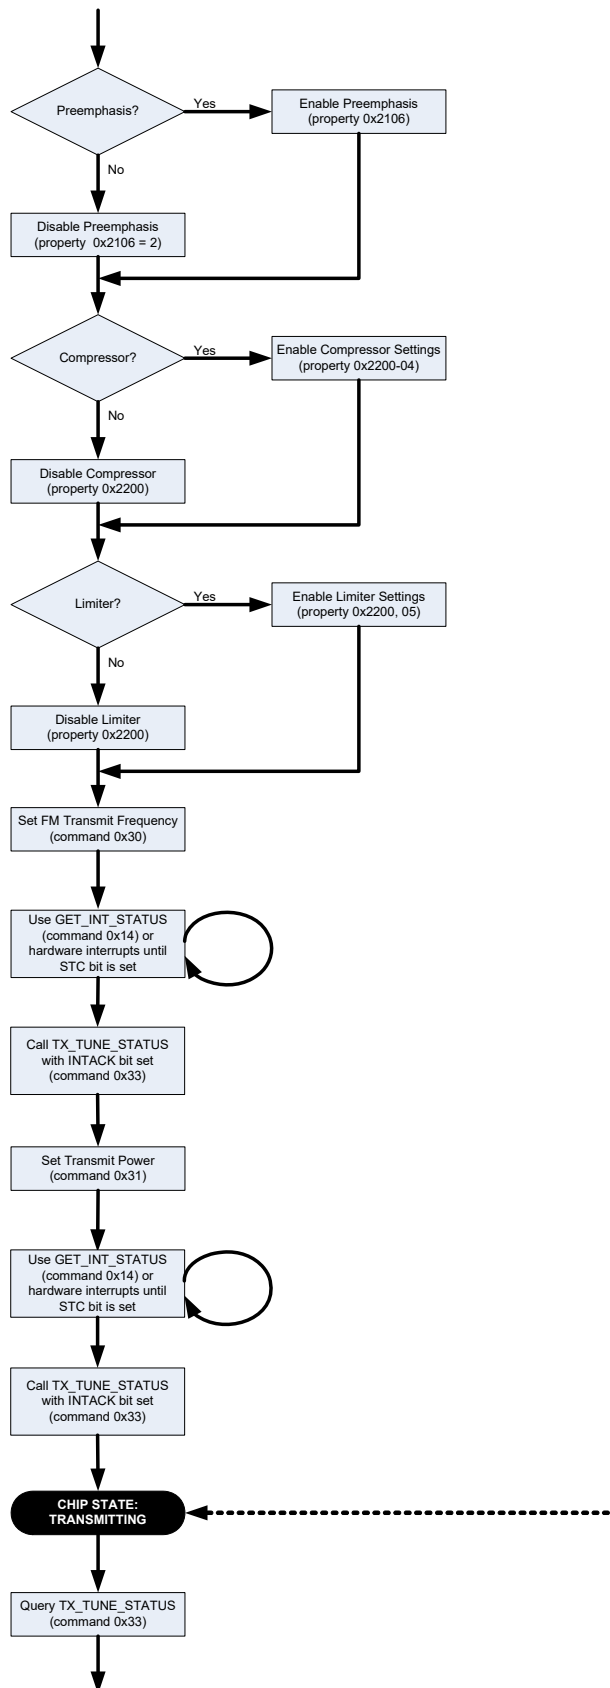 Preemphasis?
Yes
Enable Preemphasis
(property 0x2106)
No
Disable Preemphasis
(property 0x2106 = 2)
Compressor?
Yes
Enable Compressor Settings
(property 0x2200-04)
No
Disable Compressor
(property 0x2200)
Limiter?
Yes
Enable Limiter Settings
(property 0x2200, 05)
No
Disable Limiter
(property 0x2200)
Set FM Transmit Frequency
(command 0x30)
Use GET_INT_STATUS
(command 0x14) or
hardware interrupts until
STC bit is set
Call TX_TUNE_STATUS
with INTACK bit set
(command 0x33)
Set Transmit Power
(command 0x31)
Use GET_INT_STATUS
(command 0x14) or
hardware interrupts until
STC bit is set
Call TX_TUNE_STATUS
with INTACK bit set
(command 0x33)
CHIP STATE:
TRANSMITTING
Query TX_TUNE_STATUS
(command 0x33)